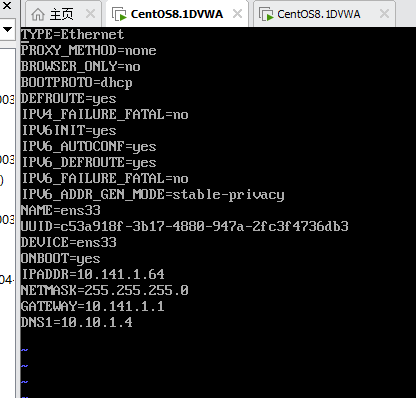 主页
CentOS8.1DVWA
CentOS8.1DVWA
TYPE=Ethernet
PROXY_METHOD=none
BROWSER_ONLY=no
BOOTPROTO=dhcp
DEFROUTE=yes
IPV4_FAILURE_FATAL=no
IPV6INIT=yes
IPV6_AUTOCONF=yes
IPV6_DEFROUTE=yes
IPV6_FAILURE_FATAL=no
IPV6_ADDR_GEN_MODE=stable-privacy
NAME=ens33
UUID=c53a918f-3b17-4880-947a-2fc3f4736db3
DEVICE=ens33
ONBOOT=yes
IPADDR=10.141.1.64
NETMASK=255.255.255.0
GATEWAY=10.141.1.1
DNS1=10.10.1.4
~
~
~
~